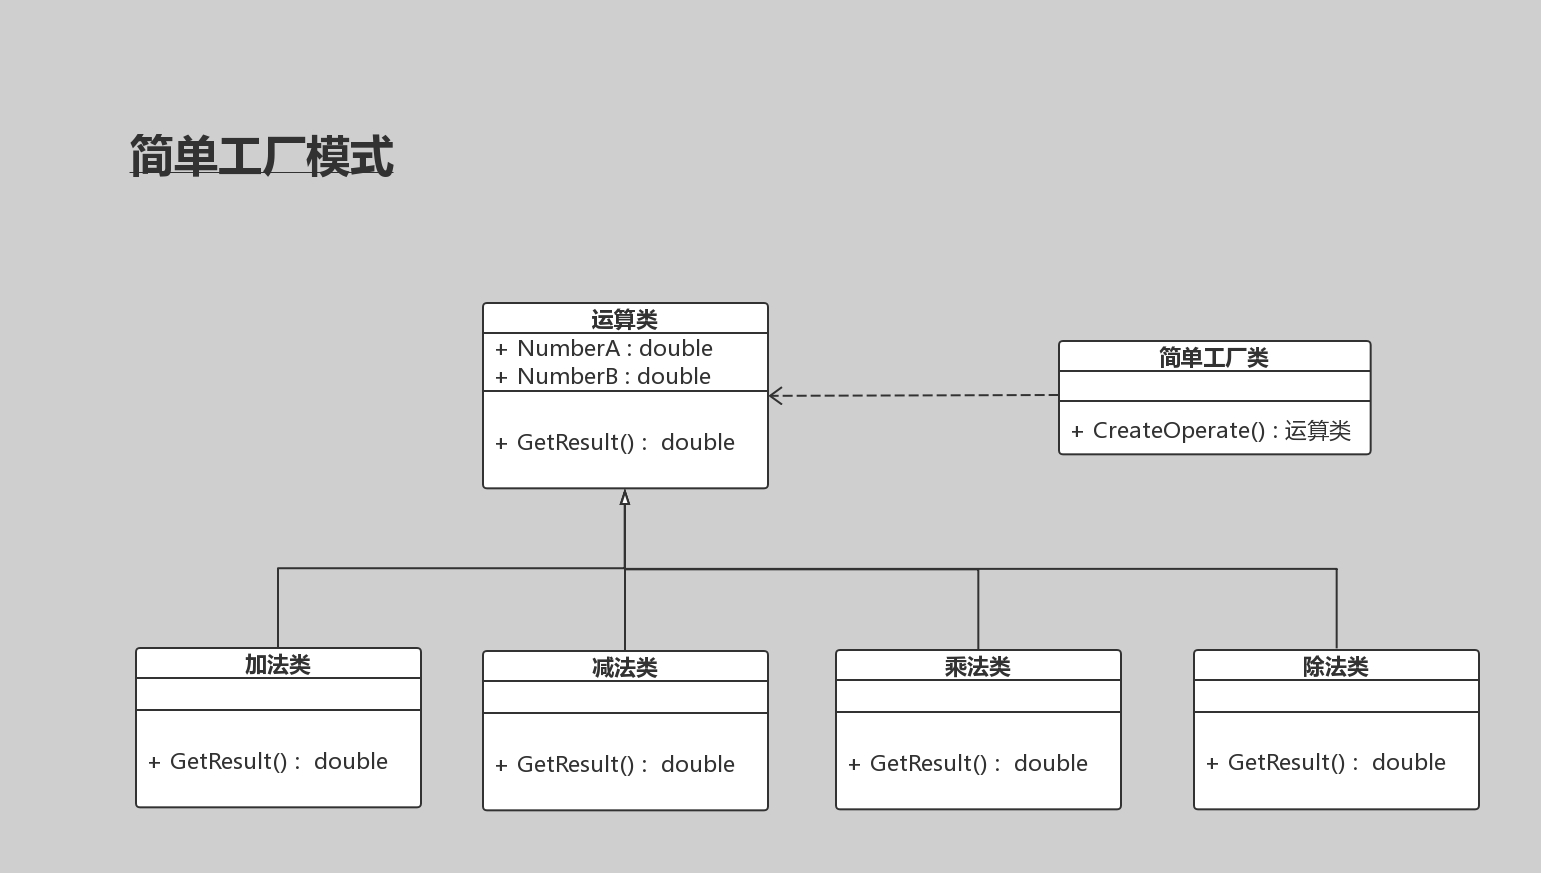 简单工厂模式
运算类
+ NumberA : double
+ NumberB : double
+ GetResult() : double
简单工厂类
+ CreateOperate() : 运算类
加法类
+ GetResult() : double
减法类
+ GetResult() : double
乘法类
+ GetResult() : double
除法类
+ GetResult() : double